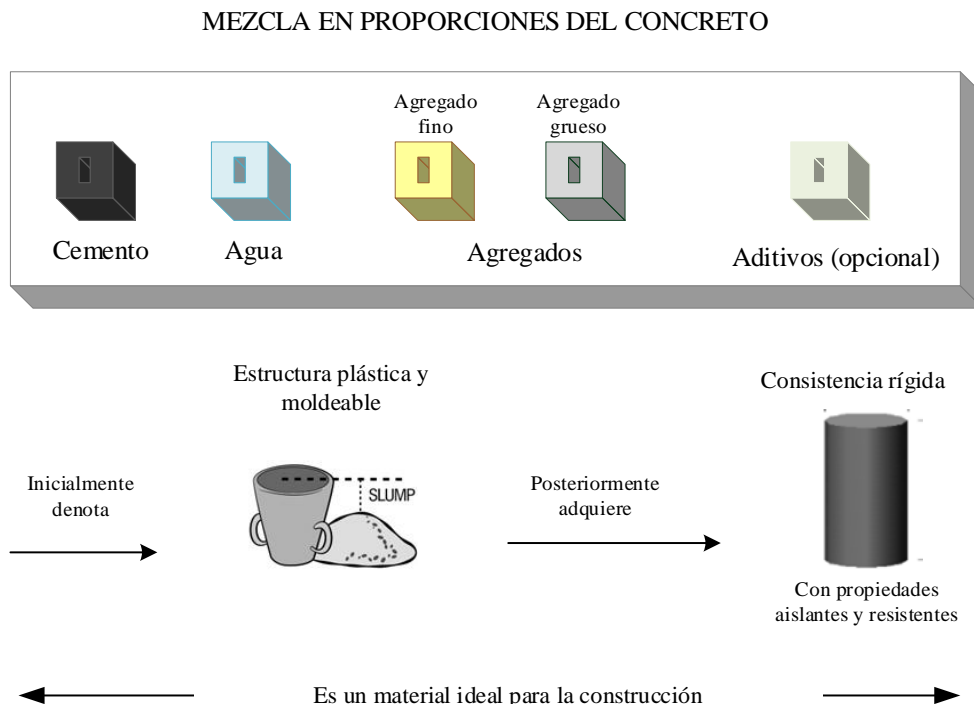 MEZCLA EN PROPORCIONES DEL CONCRETO
Agregado
fino
Agregado
grueso
Cemento
Agua
Agregados
Aditivos (opcional)
Estructura plástica y
moldeable
Consistencia rígida
Inicialmente
denota
SLUMP
Posteriormente
adquiere
Con propiedades
aislantes y resistentes
Es un material ideal para la construcción